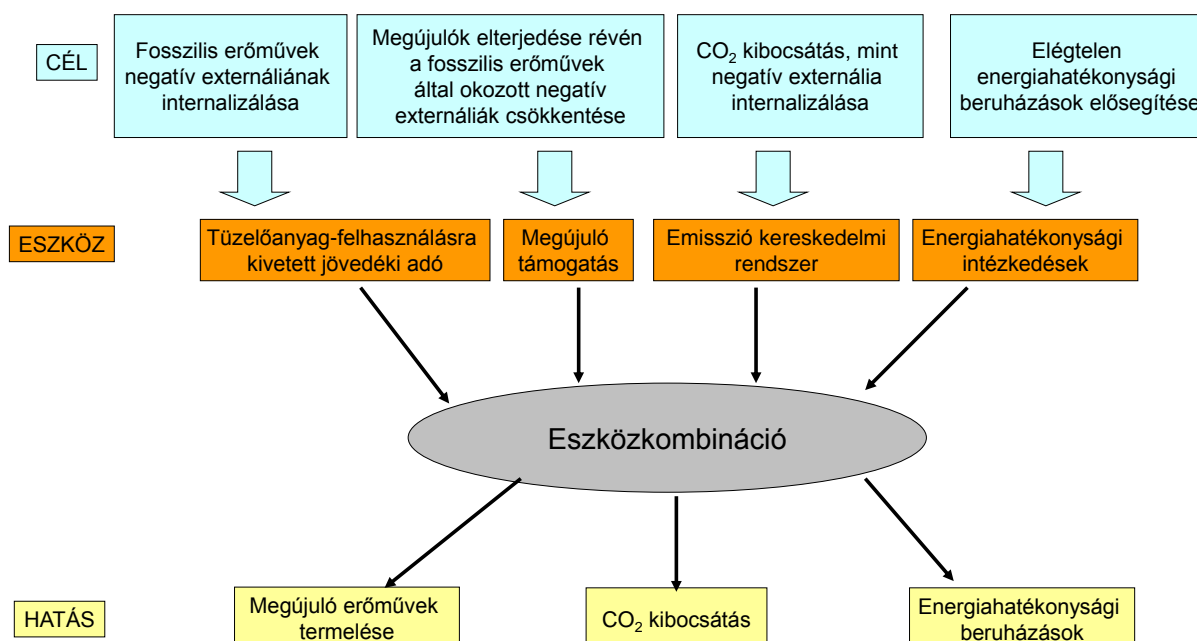 CÉL
Fosszilis erőművek
negatív externáliának
internalizálása
Megújulók elterjedése révén
a fosszilis erőművek
által okozott negatív
externáliák csökkentése
CO₂ kibocsátás, mint
negatív externália
internalizálása
Elégtelen
energiahatékonysági
beruházások elősegítése
ESZKÖZ
Tüzelőanyag-felhasználásra
kivetett jövedéki adó
Megújuló
támogatás
Emisszió kereskedelmi
rendszer
Energiahatékonysági
intézkedések
Eszközkombináció
HATÁS
Megújuló erőművek
termelése
CO₂ kibocsátás
Energiahatékonysági
beruházások